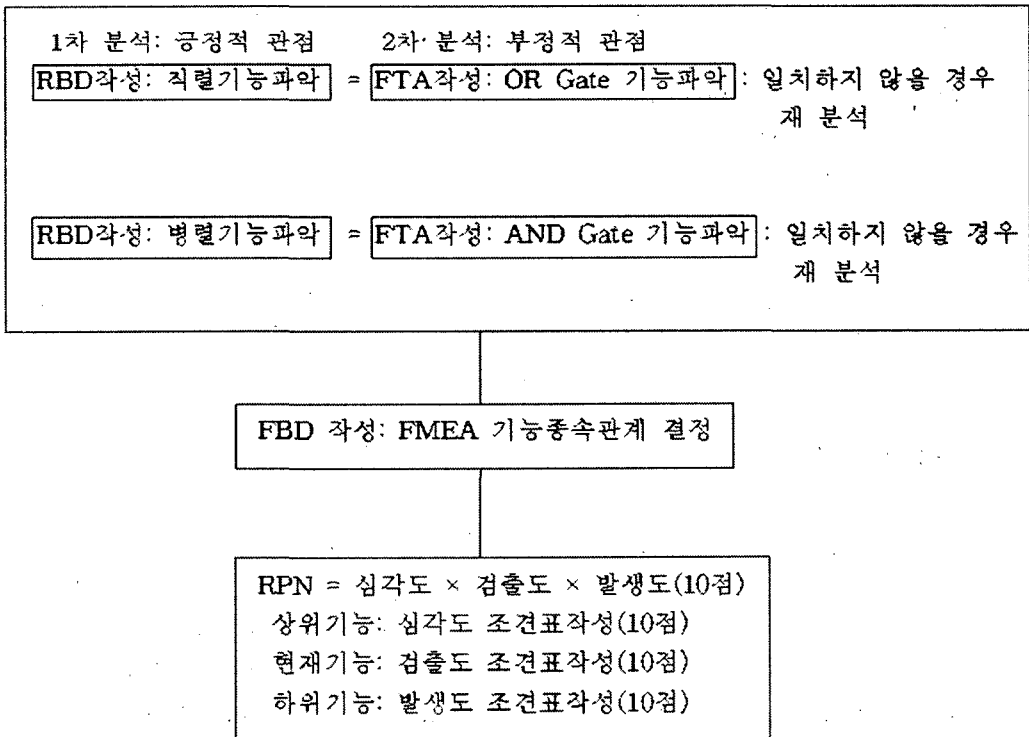 1차 분석: 긍정적 관점 2차 분석: 부정적 관점
RBD작성: 직렬기능파악 = FTA작성: OR Gate 기능파악 : 일치하지 않을 경우
재 분석
RBD작성: 병렬기능파악 = FTA작성: AND Gate 기능파악 : 일치하지 않을 경우
재 분석
FBD 작성: FMEA 기능종속관계 결정
RPN = 심각도 × 검출도 × 발생도(10점)
상위기능: 심각도 조견표작성(10점)
현재기능: 검출도 조견표작성(10점)
하위기능: 발생도 조견표작성(10점)